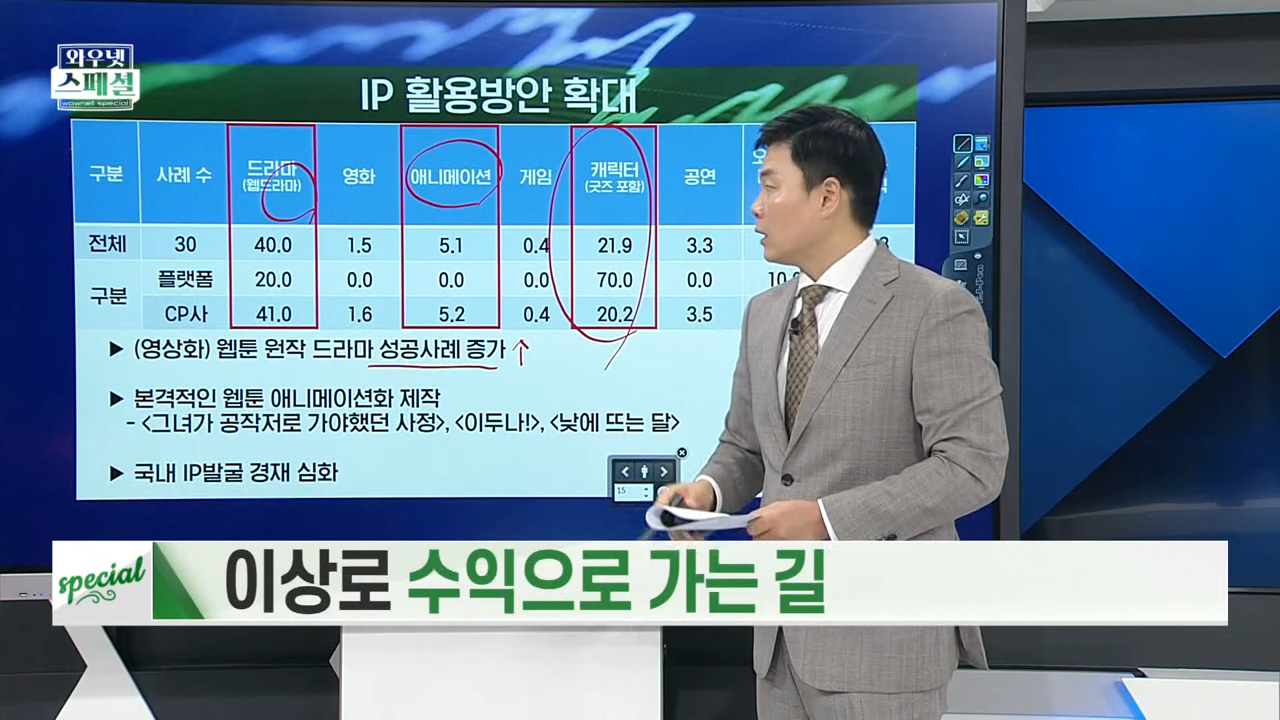 와우넷
스페셜
wownet special
IP 활용방안 확대
구분 사례 수 드라마 (웹드라마) 영화 애니메이션 게임 캐릭터 (굿즈 포함) 공연
전체 30 40.0 1.5 5.1 0.4 21.9 3.3
구분 플랫폼 20.0 0.0 0.0 0.0 70.0 0.0
CP사 41.0 1.6 5.2 0.4 20.2 3.5
▶ (영상화) 웹툰 원작 드라마 성공사례 증가 ↑
▶ 본격적인 웹툰 애니메이션화 제작
- <그녀가 공작저로 가야했던 사정>, <이두나!>, <낮에 뜨는 달>
▶ 국내 IP발굴 경재 심화
15
special
이상로 수익으로 가는 길